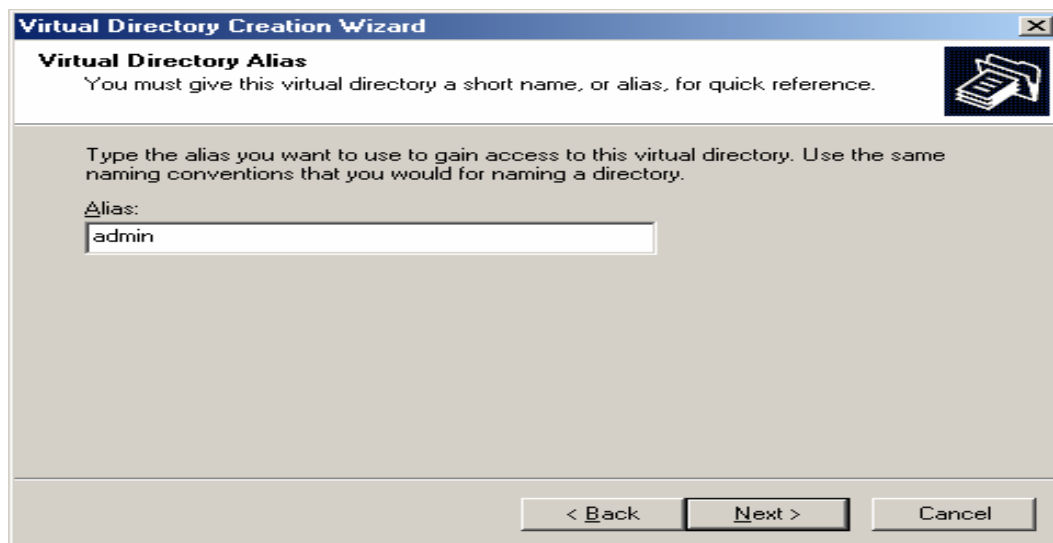 Virtual Directory Creation Wizard
Virtual Directory Alias
You must give this virtual directory a short name, or alias, for quick reference.
Type the alias you want to use to gain access to this virtual directory. Use the same
naming conventions that you would for naming a directory.
Alias:
admin
< Back Next > Cancel